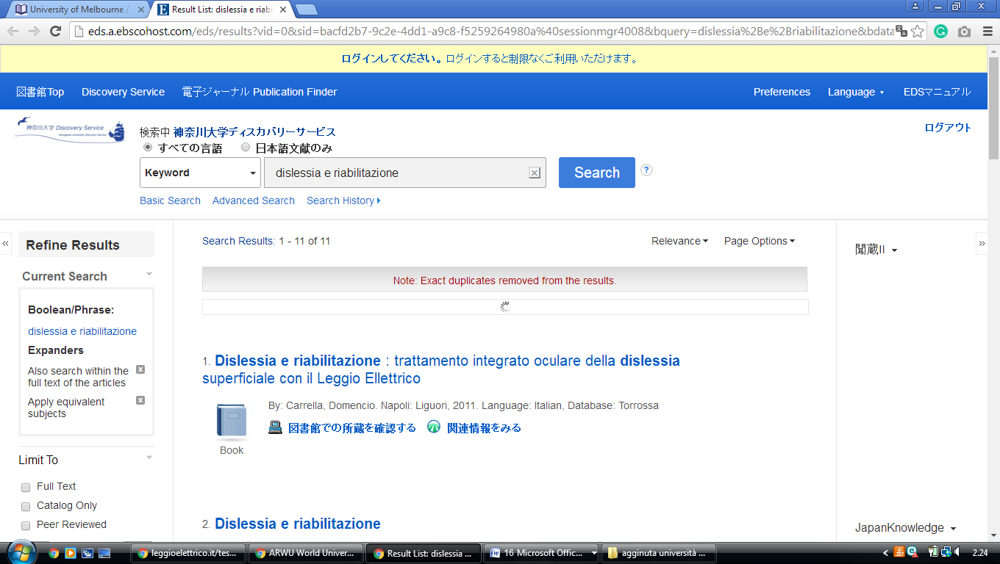 University of Melbourne /
Result List: dislessia e riabi
eds.a.ebscohost.com/eds/results?vid=0&sid=bacfd2b7-9c2e-4dd1-a9c8-f5259264980a%40sessionmgr4008&bquery=dislessia%2Be%2Briabilitazione&bdata
ログインしてください。 ログインすると制限なくご利用いただけます。
図書館Top Discovery Service 電子ジャーナル Publication Finder Preferences Language EDSマニュアル
神奈川大学 Discovery Service
Kanagawa University Discovery Service
ログアウト
検索中 神奈川大学ディスカバリーサービス
すべての言語 日本語文献のみ
Keyword dislessia e riabilitazione Search ?
Basic Search Advanced Search Search History
«
Refine Results
Current Search
Boolean/Phrase:
dislessia e riabilitazione
Expanders
Also search within the
full text of the articles
Apply equivalent
subjects
Limit To
Full Text
Catalog Only
Peer Reviewed
Search Results: 1 - 11 of 11 Relevance Page Options
Note: Exact duplicates removed from the results.
1. Dislessia e riabilitazione : trattamento integrato oculare della dislessia
superficiale con il Leggio Ellettrico
By: Carrella, Domencio. Napoli: Liguori, 2011. Language: Italian, Database: Torrossa
図書館での所蔵を確認する 関連情報をみる
Book
2. Dislessia e riabilitazione
»
聞蔵II
JapanKnowledge
leggioelettrico.it/tes...
ARWU World Univer...
Result List: dislessia ...
16 Microsoft Offic...
agginuta università ...
2.24